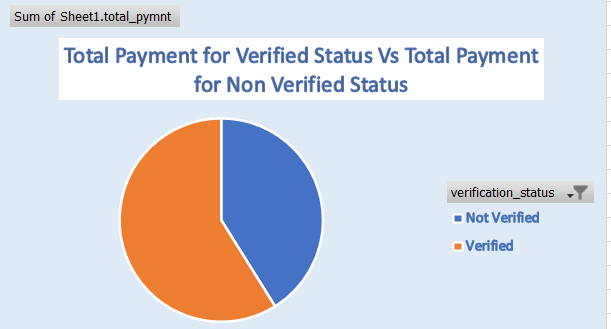 Sum of Sheet1.total_pymnt
Total Payment for Verified Status Vs Total Payment
for Non Verified Status
verification_status
Not Verified
Verified